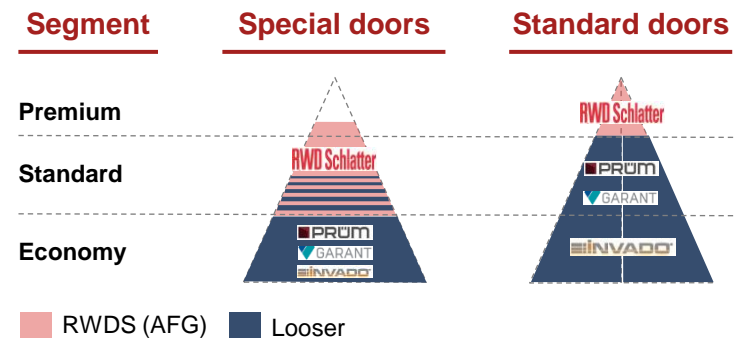 Segment
Special doors
Standard doors
Premium
RWD Schlatter
Standard
RWD Schlatter
PRÜM
GARANT
Economy
PRÜM
GARANT
INVADO
INVADO
RWDS (AFG)
Looser